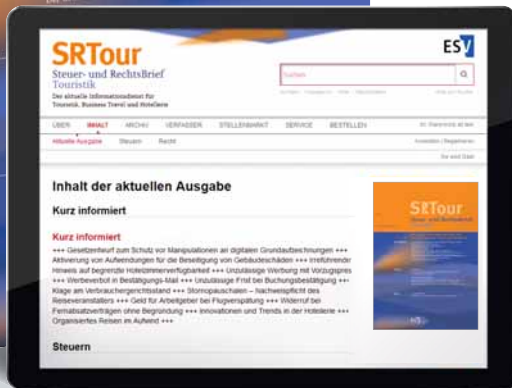 SRTour
ESV
Steuer- und RechtsBrief
Touristik
Der aktuelle Informationsdienst für
Touristik, Business Travel und Hotellerie
Suchen
ÜBER INHALT ARCHIV VERFASSER STELLENMARKT SERVICE BESTELLEN
Aktuelle Ausgabe Steuern Recht
Anmelden | Registrieren
Inhalt der aktuellen Ausgabe
Kurz informiert
Kurz informiert
+++ Gesetzentwurf zum Schutz vor Manipulationen an digitalen Grundaufzeichnungen +++
Aktivierung von Aufwendungen für die Beseitigung von Gebäudeschäden +++ Irreführender
Hinweis auf begrenzte Hotelzimmerverfügbarkeit +++ Unzulässige Werbung mit Vorzugspreis
+++ Werbeverbot in Bestätigungs-Mail +++ Unzulässige Frist bei Buchungsbestätigung +++
Klage am Verbrauchergerichtsstand +++ Stornopauschalen – Nachweispflicht des
Reiseveranstalters +++ Geld für Arbeitgeber bei Flugverspätung +++ Widerruf bei
Fernabsatzverträgen ohne Begründung +++ Innovationen und Trends in der Hotellerie +++
Organisiertes Reisen im Aufwind +++
SRTour
Steuern